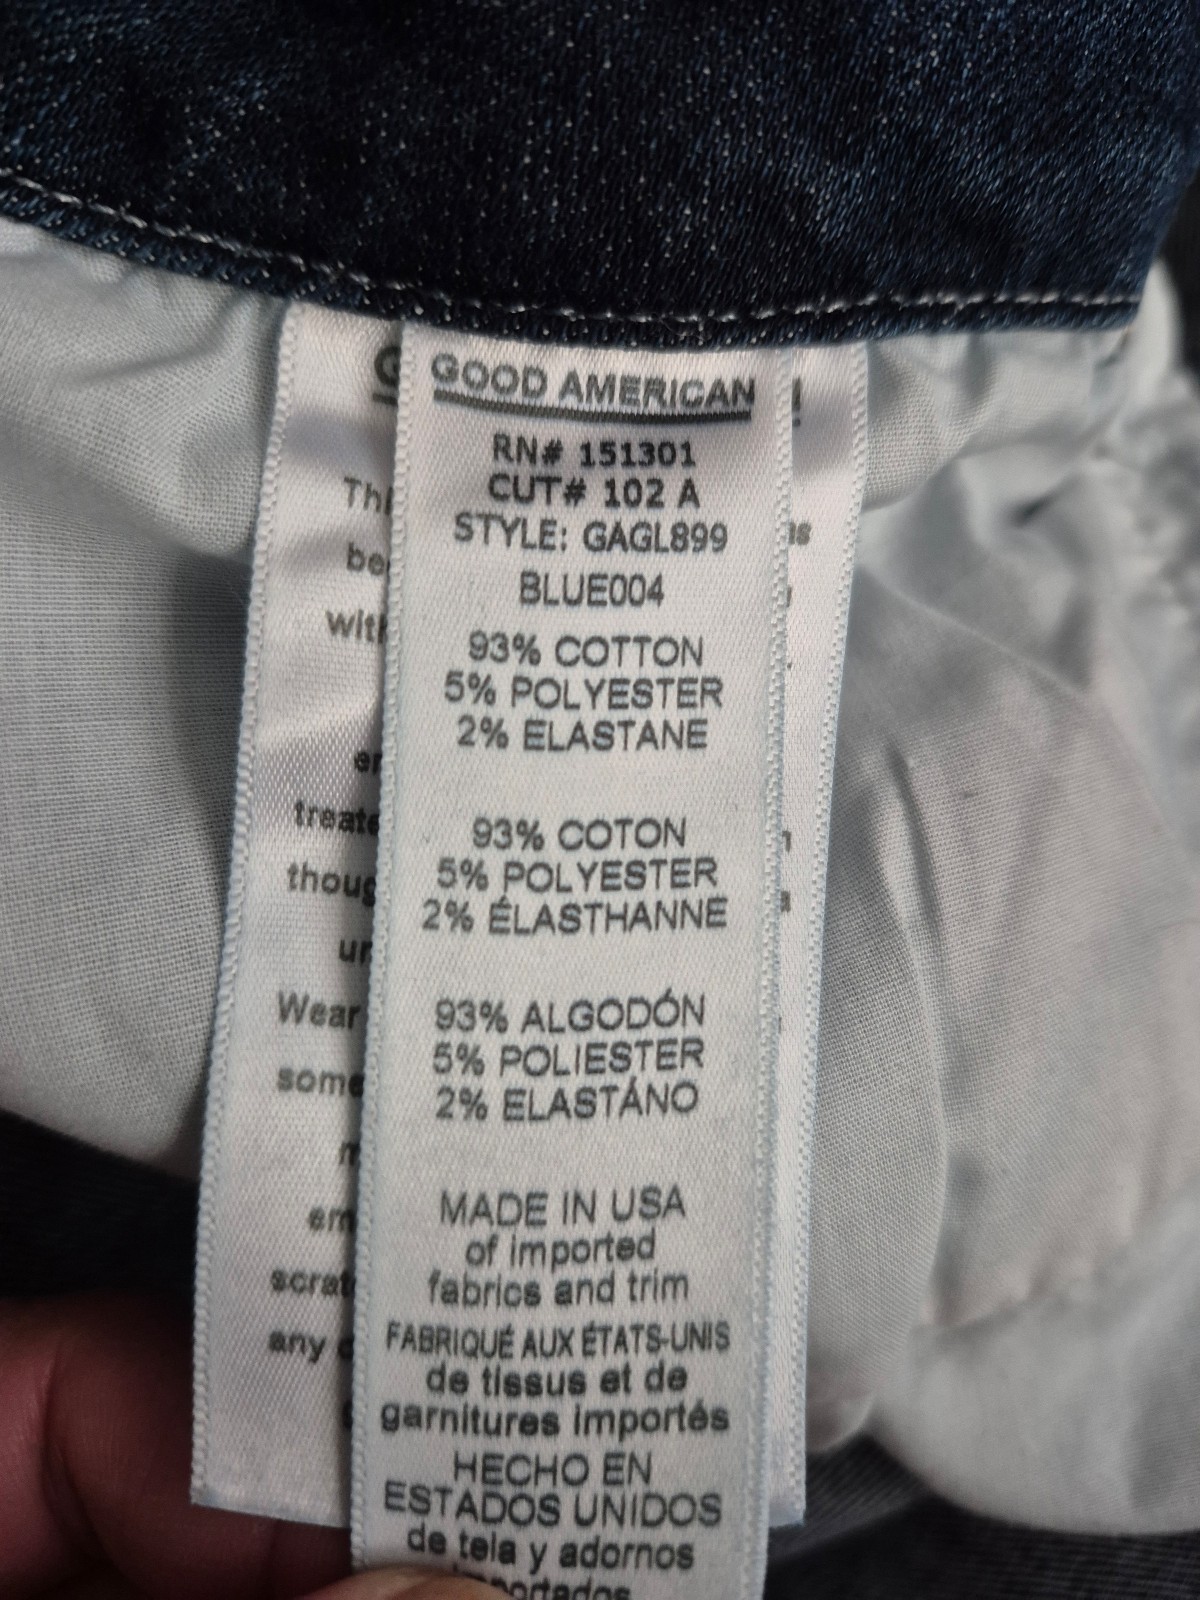 GOOD AMERICAN
RN# 151301
CUT# 102 A
STYLE: GAGL899
BLUE004
93% COTTON
5% POLYESTER
2% ELASTANE
93% COTON
5% POLYESTER
2% ÉLASTHANNE
93% ALGODÓN
5% POLIESTER
2% ELASTÁNO
MADE IN USA
of imported
fabrics and trim
FABRIQUÉ AUX ÉTATS-UNIS
de tissus et de
garnitures importés
HECHO EN
ESTADOS UNIDOS
de tela y adornos
Wear